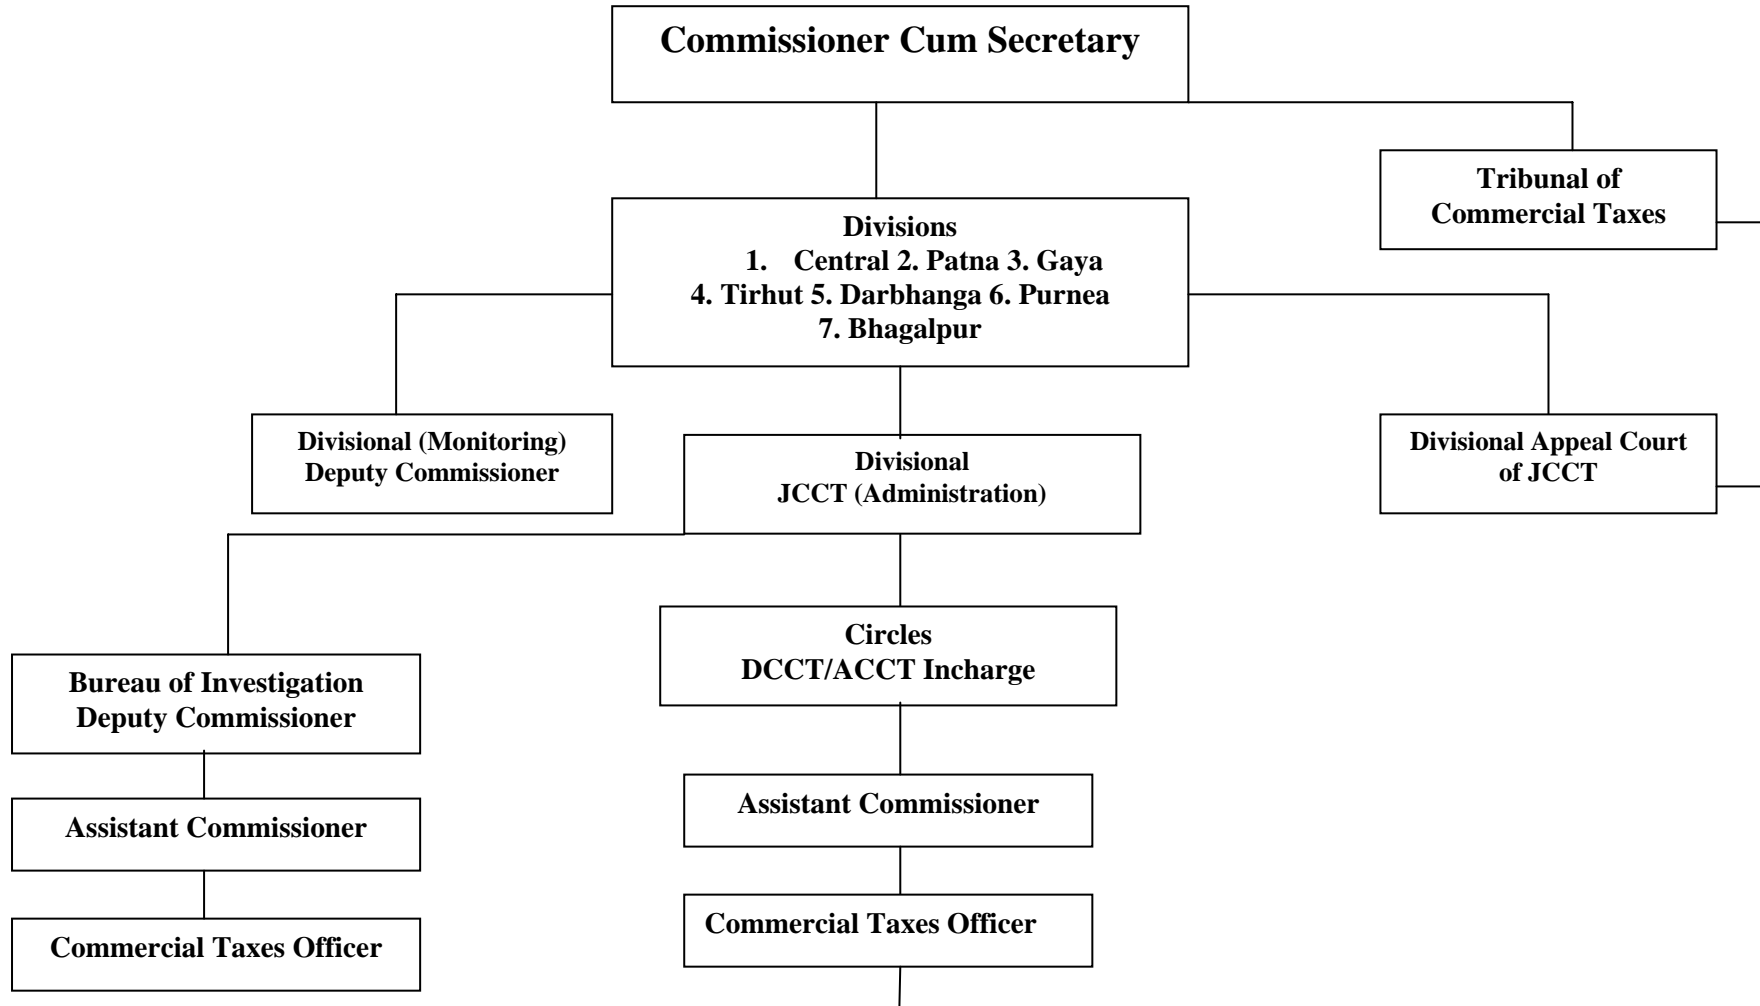 Commissioner Cum Secretary
Tribunal of
Commercial Taxes
Divisions
1. Central 2. Patna 3. Gaya
4. Tirhut 5. Darbhanga 6. Purnea
7. Bhagalpur
Divisional (Monitoring)
Deputy Commissioner
Divisional
JCCT (Administration)
Divisional Appeal Court
of JCCT
Bureau of Investigation
Deputy Commissioner
Circles
DCCT/ACCT Incharge
Assistant Commissioner
Assistant Commissioner
Commercial Taxes Officer
Commercial Taxes Officer